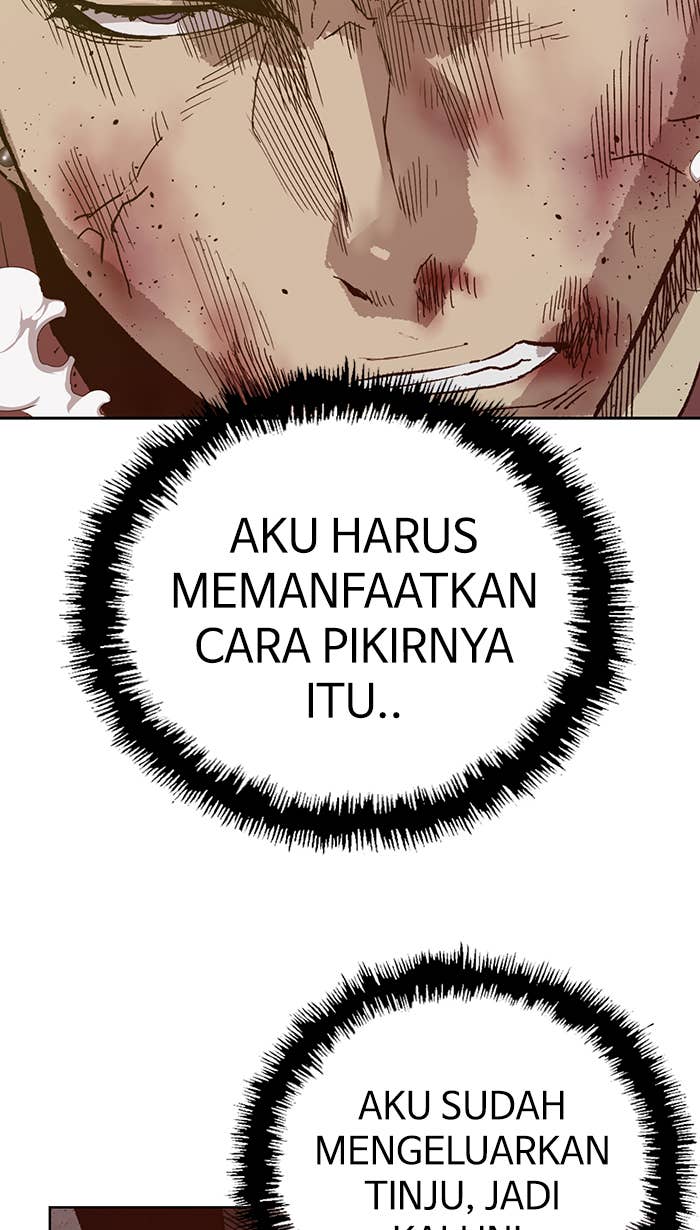 AKU HARUS
MEMANFAATKAN
CARA PIKIRNYA
ITU..
AKU SUDAH
MENGELUARKAN
TINJU, JADI